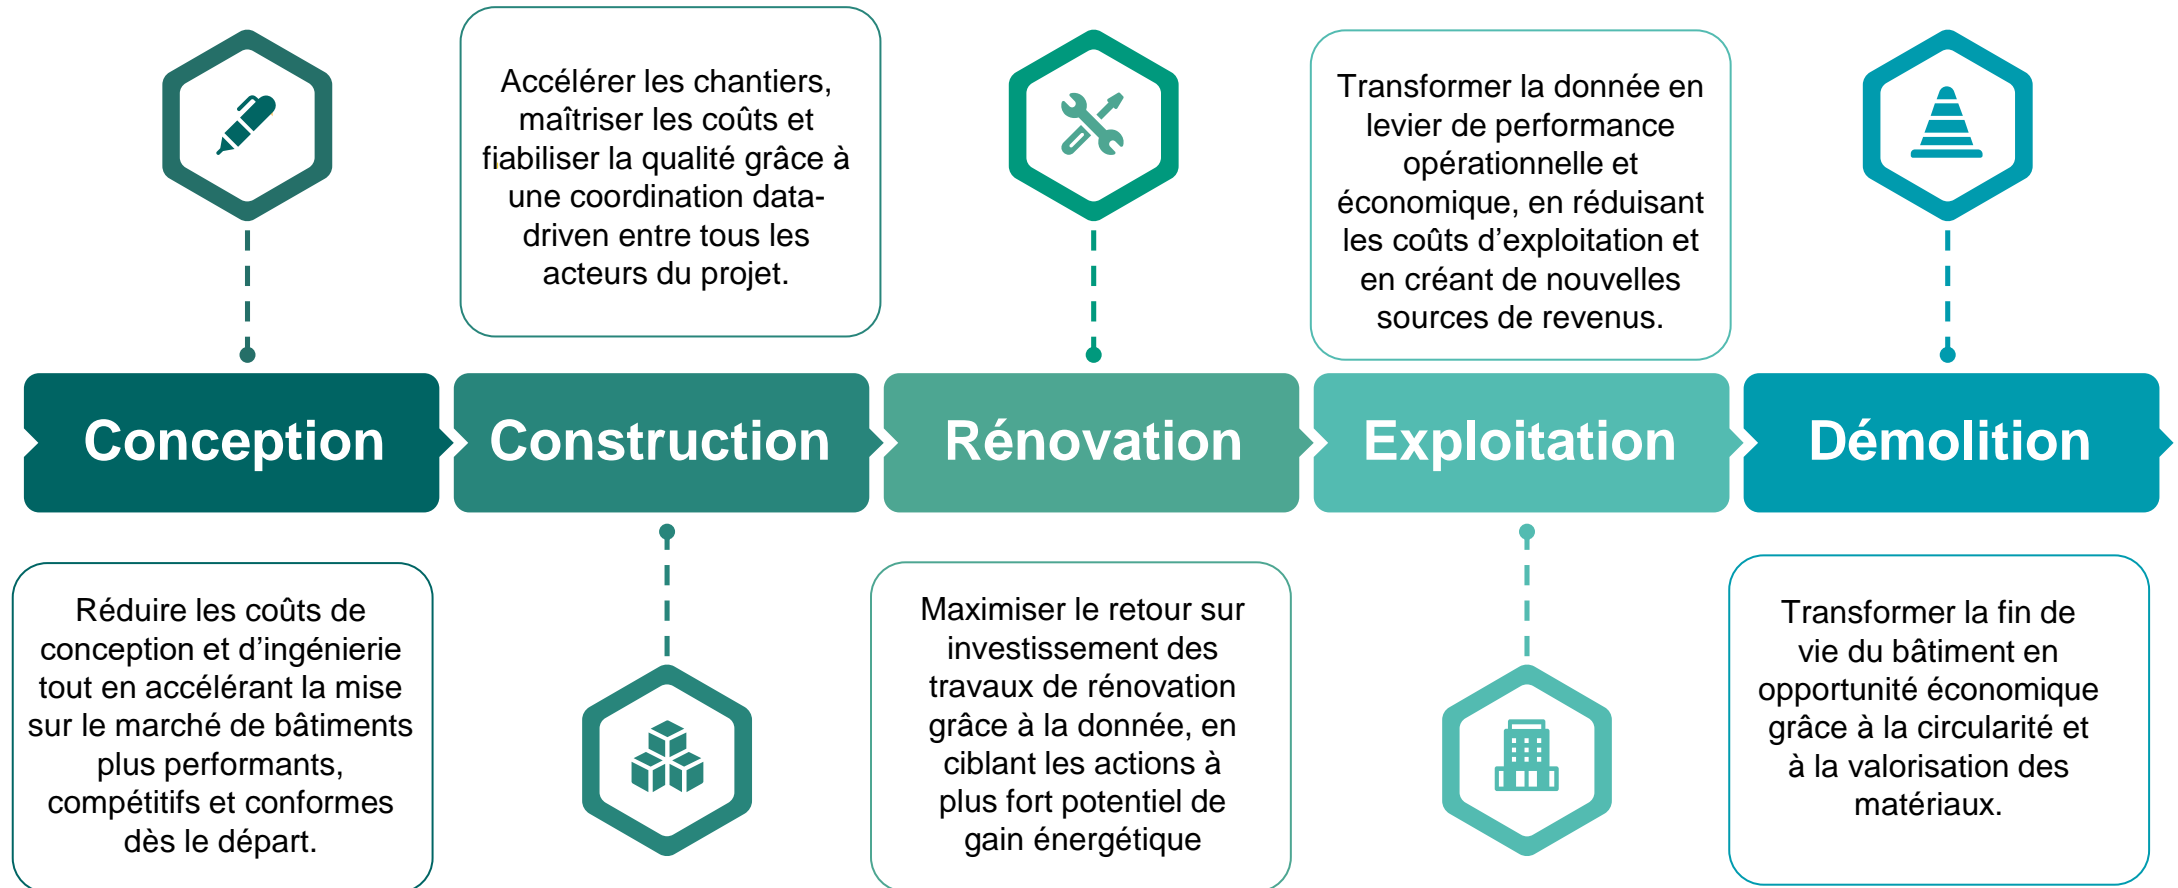 Accélérer les chantiers,
maîtriser les coûts et
fiabiliser la qualité grâce à
une coordination data-
driven entre tous les
acteurs du projet.
Transformer la donnée en
levier de performance
opérationnelle et
économique, en réduisant
les coûts d’exploitation et
en créant de nouvelles
sources de revenus.
Conception
Construction
Rénovation
Exploitation
Démolition
Réduire les coûts de
conception et d’ingénierie
tout en accélérant la mise
sur le marché de bâtiments
plus performants,
compétitifs et conformes
dès le départ.
Maximiser le retour sur
investissement des
travaux de rénovation
grâce à la donnée, en
ciblant les actions à
plus fort potentiel de
gain énergétique
Transformer la fin de
vie du bâtiment en
opportunité économique
grâce à la circularité et
à la valorisation des
matériaux.